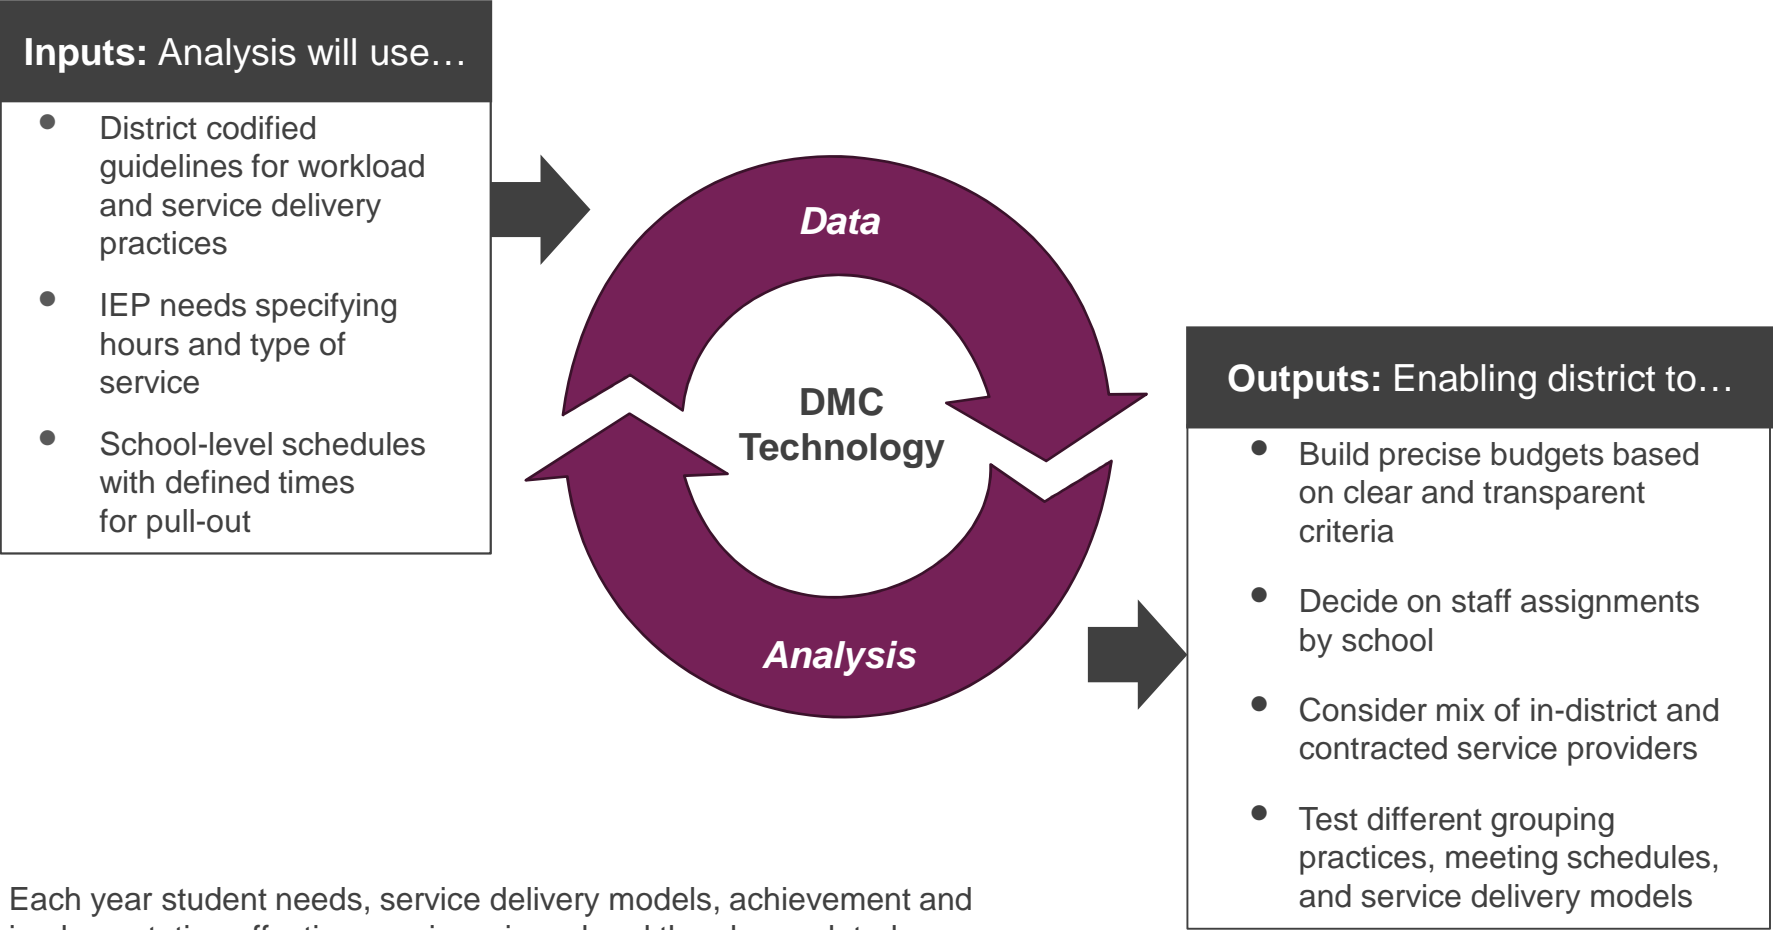 Inputs: Analysis will use…
• District codified
guidelines for workload
and service delivery
practices
• IEP needs specifying
hours and type of
service
• School-level schedules
with defined times
for pull-out
Data
DMC
Technology
Analysis
Outputs: Enabling district to…
• Build precise budgets based
on clear and transparent
criteria
• Decide on staff assignments
by school
• Consider mix of in-district and
contracted service providers
• Test different grouping
practices, meeting schedules,
and service delivery models
Each year student needs, service delivery models, achievement and